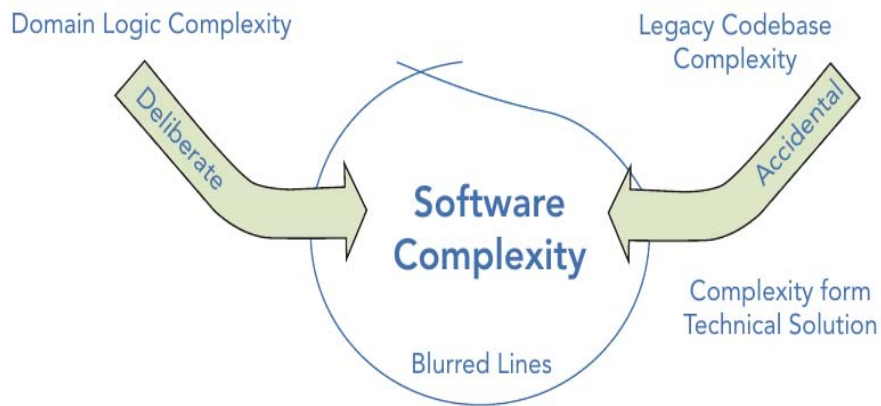 Domain Logic Complexity
Legacy Codebase
Complexity
Deliberate
Accidental
Software
Complexity
Complexity form
Technical Solution
Blurred Lines